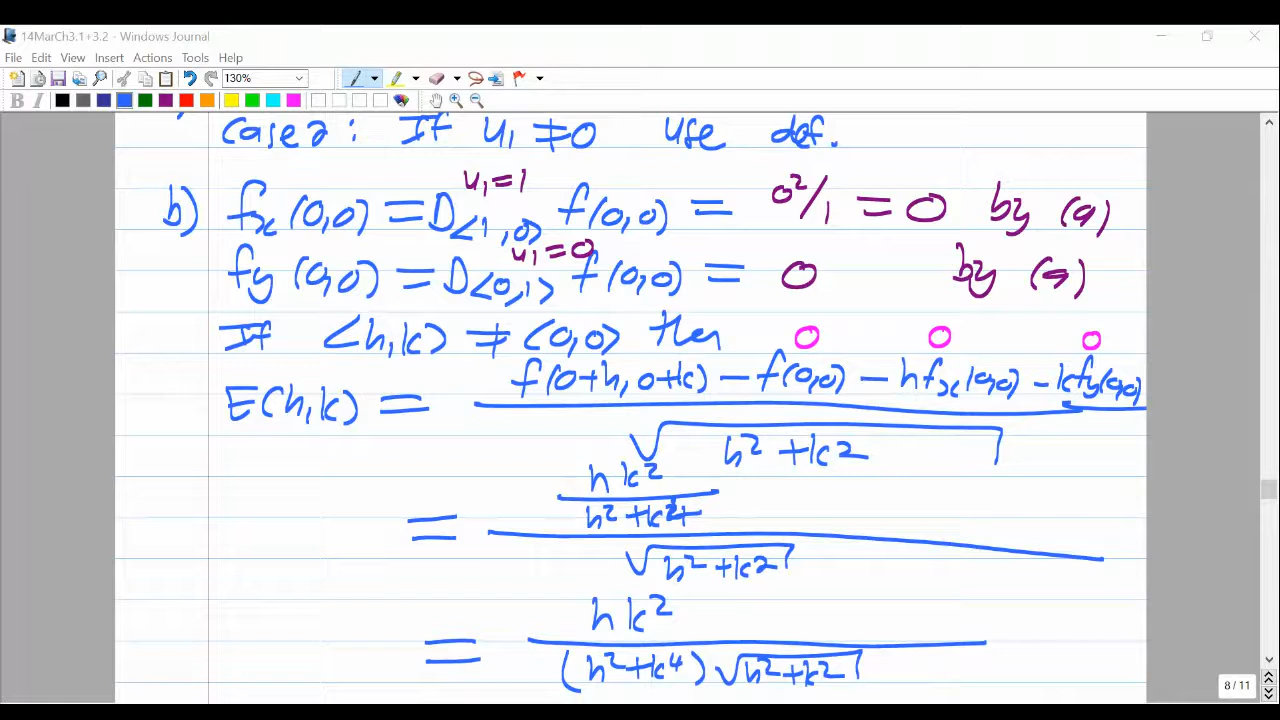 14MarCh3.1+3.2 - Windows Journal
File Edit View Insert Actions Tools Help
130%
B I
Case 2: If u₁ ≠ 0 use def.
u₁ = 1
b) fx(0,0) = D<1,0> f(0,0) = 0²/1 = 0 by (a)
u₁ = 0
fy(0,0) = D<0,1> f(0,0) = 0 by (a)
If <h,k> ≠ <0,0> then 0 0 0
E(h,k) = f(0+h, 0+k) - f(0,0) - hfx(0,0) - kfy(0,0)
√h² + k²
hk²
h² + k⁴
= √h² + k²
hk²
= (h² + k⁴) √h² + k²
8 / 11